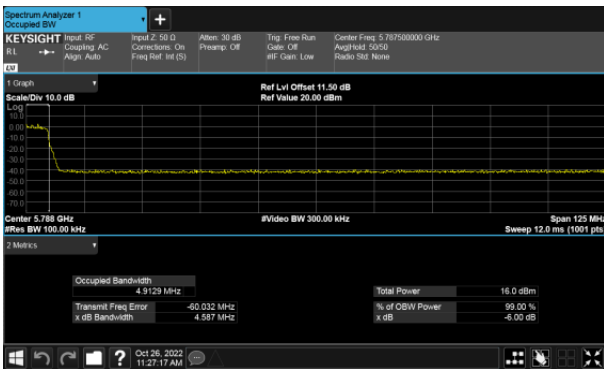 Spectrum Analyzer 1
Occupied BW
+
KEYSIGHT Input: RF Input Z: 50 Ω Atten: 30 dB Trig: Free Run Center Freq: 5.787500000 GHz
RL Coupling: AC Corrections: On Preamp: Off Gate: Off Avg|Hold: 50/50
Align: Auto Freq Ref: Int (S) #IF Gain: Low Radio Std: None
1 Graph Ref Lvl Offset 11.50 dB
Scale/Div 10.0 dB Ref Value 20.00 dBm
Log
10.0
0.00
-10.0
-20.0
-30.0
-40.0
-50.0
-60.0
-70.0
Center 5.788 GHz #Video BW 300.00 kHz Span 125 MHz
#Res BW 100.00 kHz Sweep 12.0 ms (1001 pts)
2 Metrics
Occupied Bandwidth
4.9129 MHz Total Power 16.0 dBm
Transmit Freq Error -60.032 MHz % of OBW Power 99.00 %
x dB Bandwidth 4.587 MHz x dB -6.00 dB
? Oct 26, 2022
11:27:17 AM